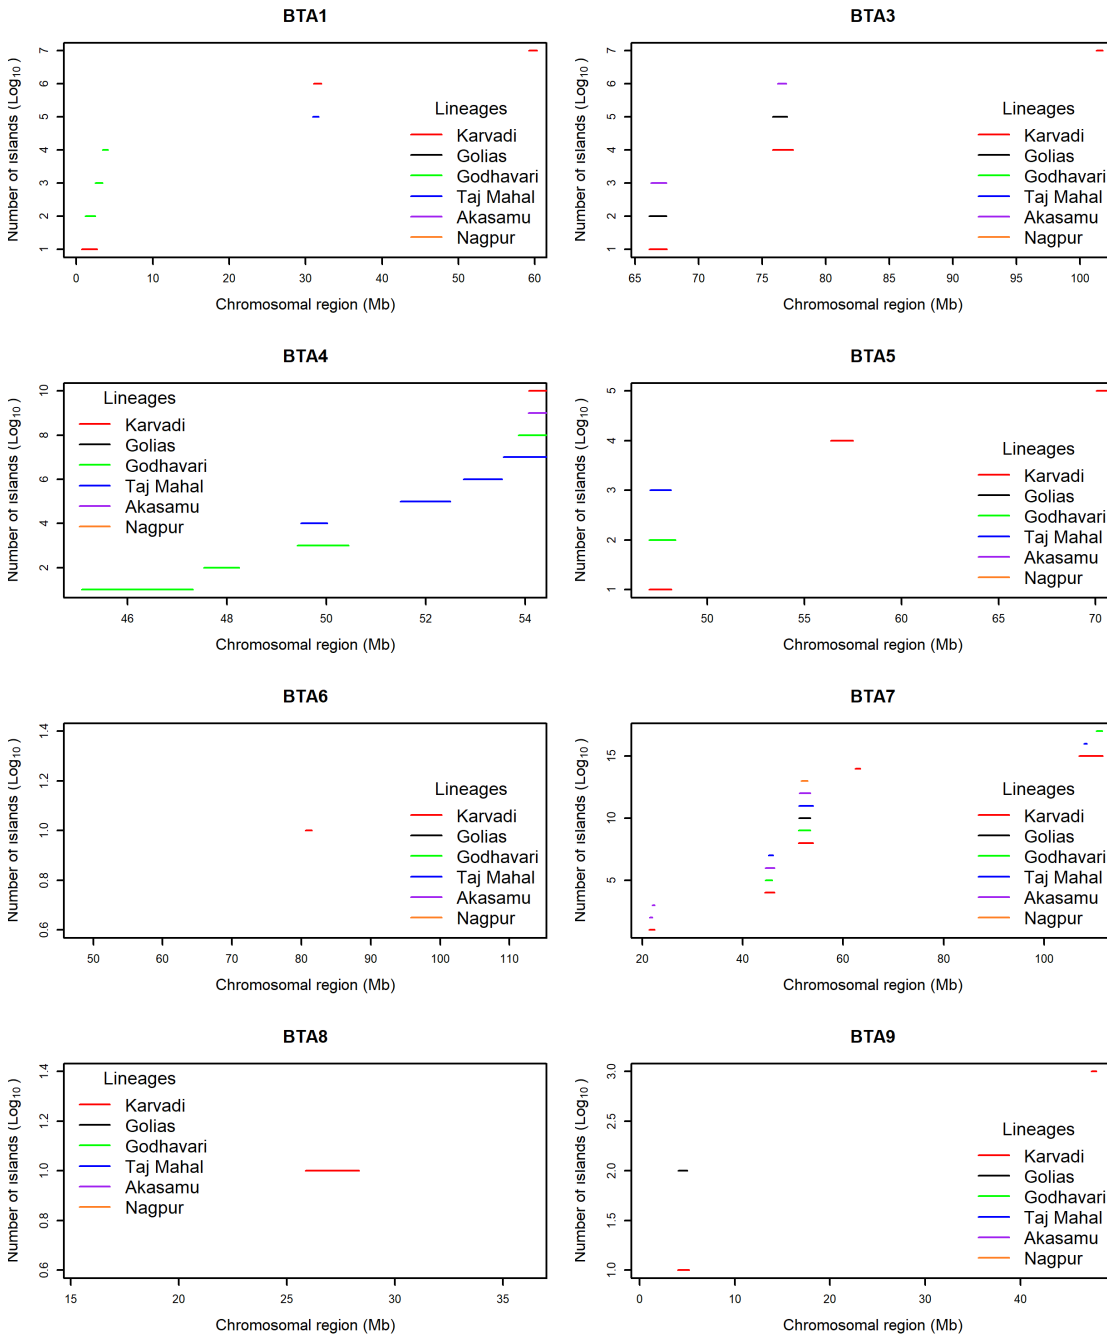 BTA1
Number of islands (Log10 )
7
6
5
4
3
2
1
Lineages
Karvadi
Golias
Godhavari
Taj Mahal
Akasamu
Nagpur
0 10 20 30 40 50 60
Chromosomal region (Mb)
BTA3
Number of islands (Log10 )
7
6
5
4
3
2
1
Lineages
Karvadi
Golias
Godhavari
Taj Mahal
Akasamu
Nagpur
65 70 75 80 85 90 95 100
Chromosomal region (Mb)
BTA4
Number of islands (Log10 )
10
8
6
4
2
Lineages
Karvadi
Golias
Godhavari
Taj Mahal
Akasamu
Nagpur
46 48 50 52 54
Chromosomal region (Mb)
BTA5
Number of islands (Log10 )
5
4
3
2
1
Lineages
Karvadi
Golias
Godhavari
Taj Mahal
Akasamu
Nagpur
50 55 60 65 70
Chromosomal region (Mb)
BTA6
Number of islands (Log10 )
1.4
1.2
1.0
0.8
0.6
Lineages
Karvadi
Golias
Godhavari
Taj Mahal
Akasamu
Nagpur
50 60 70 80 90 100 110
Chromosomal region (Mb)
BTA7
Number of islands (Log10 )
15
10
5
Lineages
Karvadi
Golias
Godhavari
Taj Mahal
Akasamu
Nagpur
20 40 60 80 100
Chromosomal region (Mb)
BTA8
Number of islands (Log10 )
1.4
1.2
1.0
0.8
0.6
Lineages
Karvadi
Golias
Godhavari
Taj Mahal
Akasamu
Nagpur
15 20 25 30 35
Chromosomal region (Mb)
BTA9
Number of islands (Log10 )
3.0
2.5
2.0
1.5
1.0
Lineages
Karvadi
Golias
Godhavari
Taj Mahal
Akasamu
Nagpur
0 10 20 30 40
Chromosomal region (Mb)